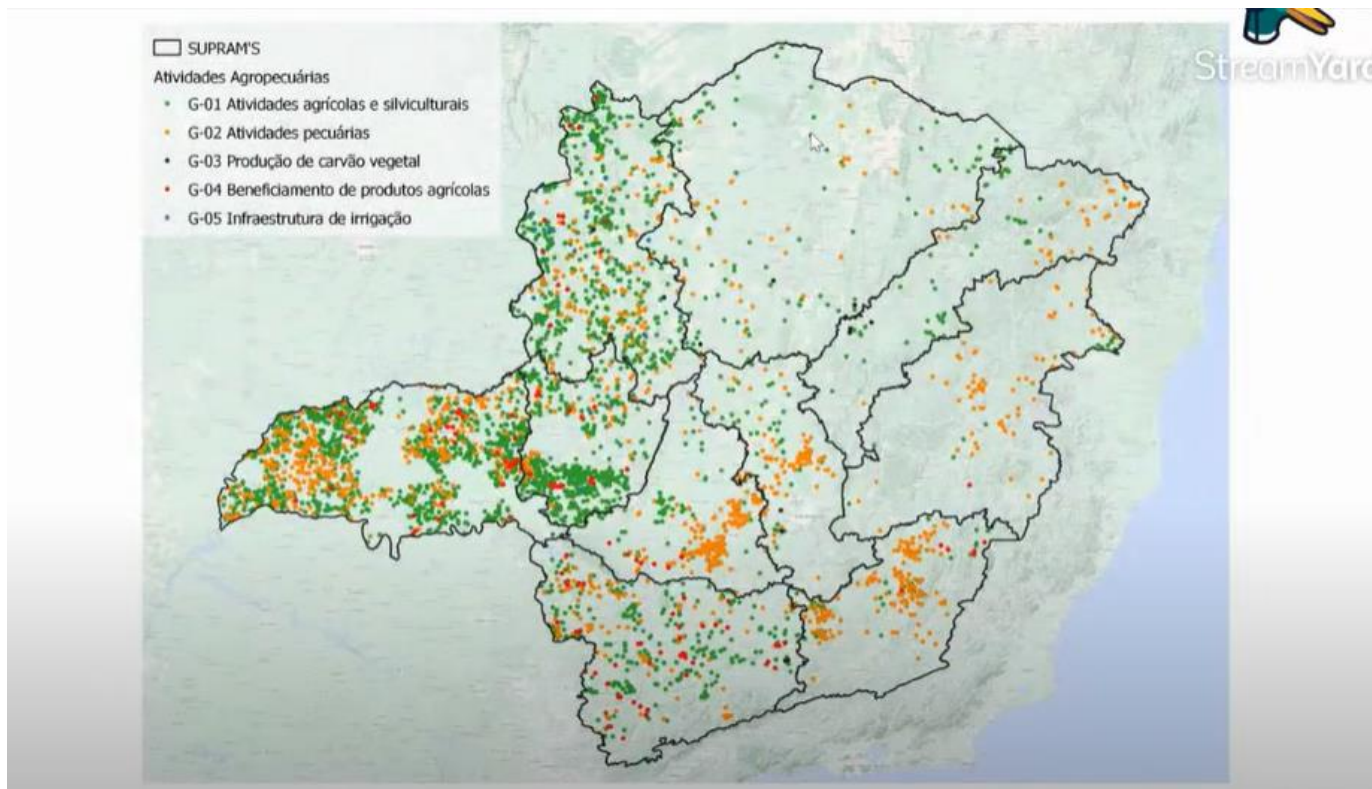 SUPRAM'S
Atividades Agropecuárias
G-01 Atividades agrícolas e silviculturais
G-02 Atividades pecuárias
G-03 Produção de carvão vegetal
G-04 Beneficiamento de produtos agrícolas
G-05 Infraestrutura de irrigação
StreamYard